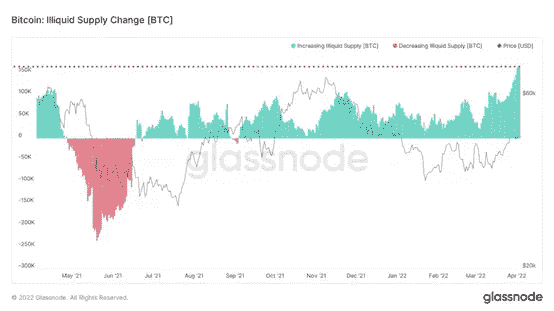 Bitcoin: Illiquid Supply Change [BTC]
Increasing Illiquid Supply [BTC] Decreasing Illiquid Supply [BTC] Price [USD]
150K
100K
50K
0
-50K
-100K
-150K
-200K
-250K
-300K
$60k
$20k
glassnode
May '21 Jun '21 Jul '21 Aug '21 Sep '21 Oct '21 Nov '21 Dec '21 Jan '22 Feb '22 Mar '22 Apr '22
© 2022 Glassnode. All Rights Reserved.
glassnode